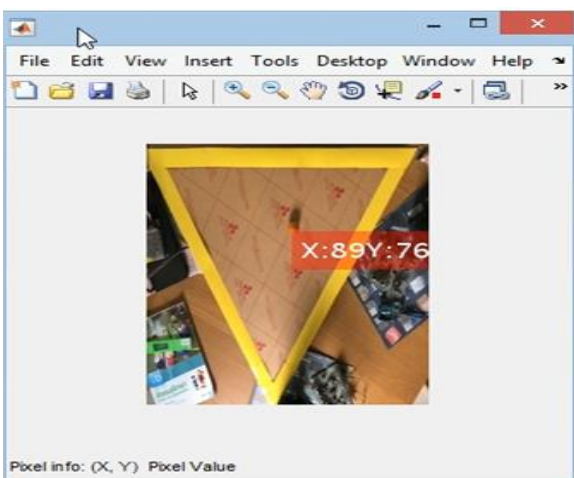 File Edit View Insert Tools Desktop Window Help
X:89Y:76
Pixel info: (X, Y) Pixel Value